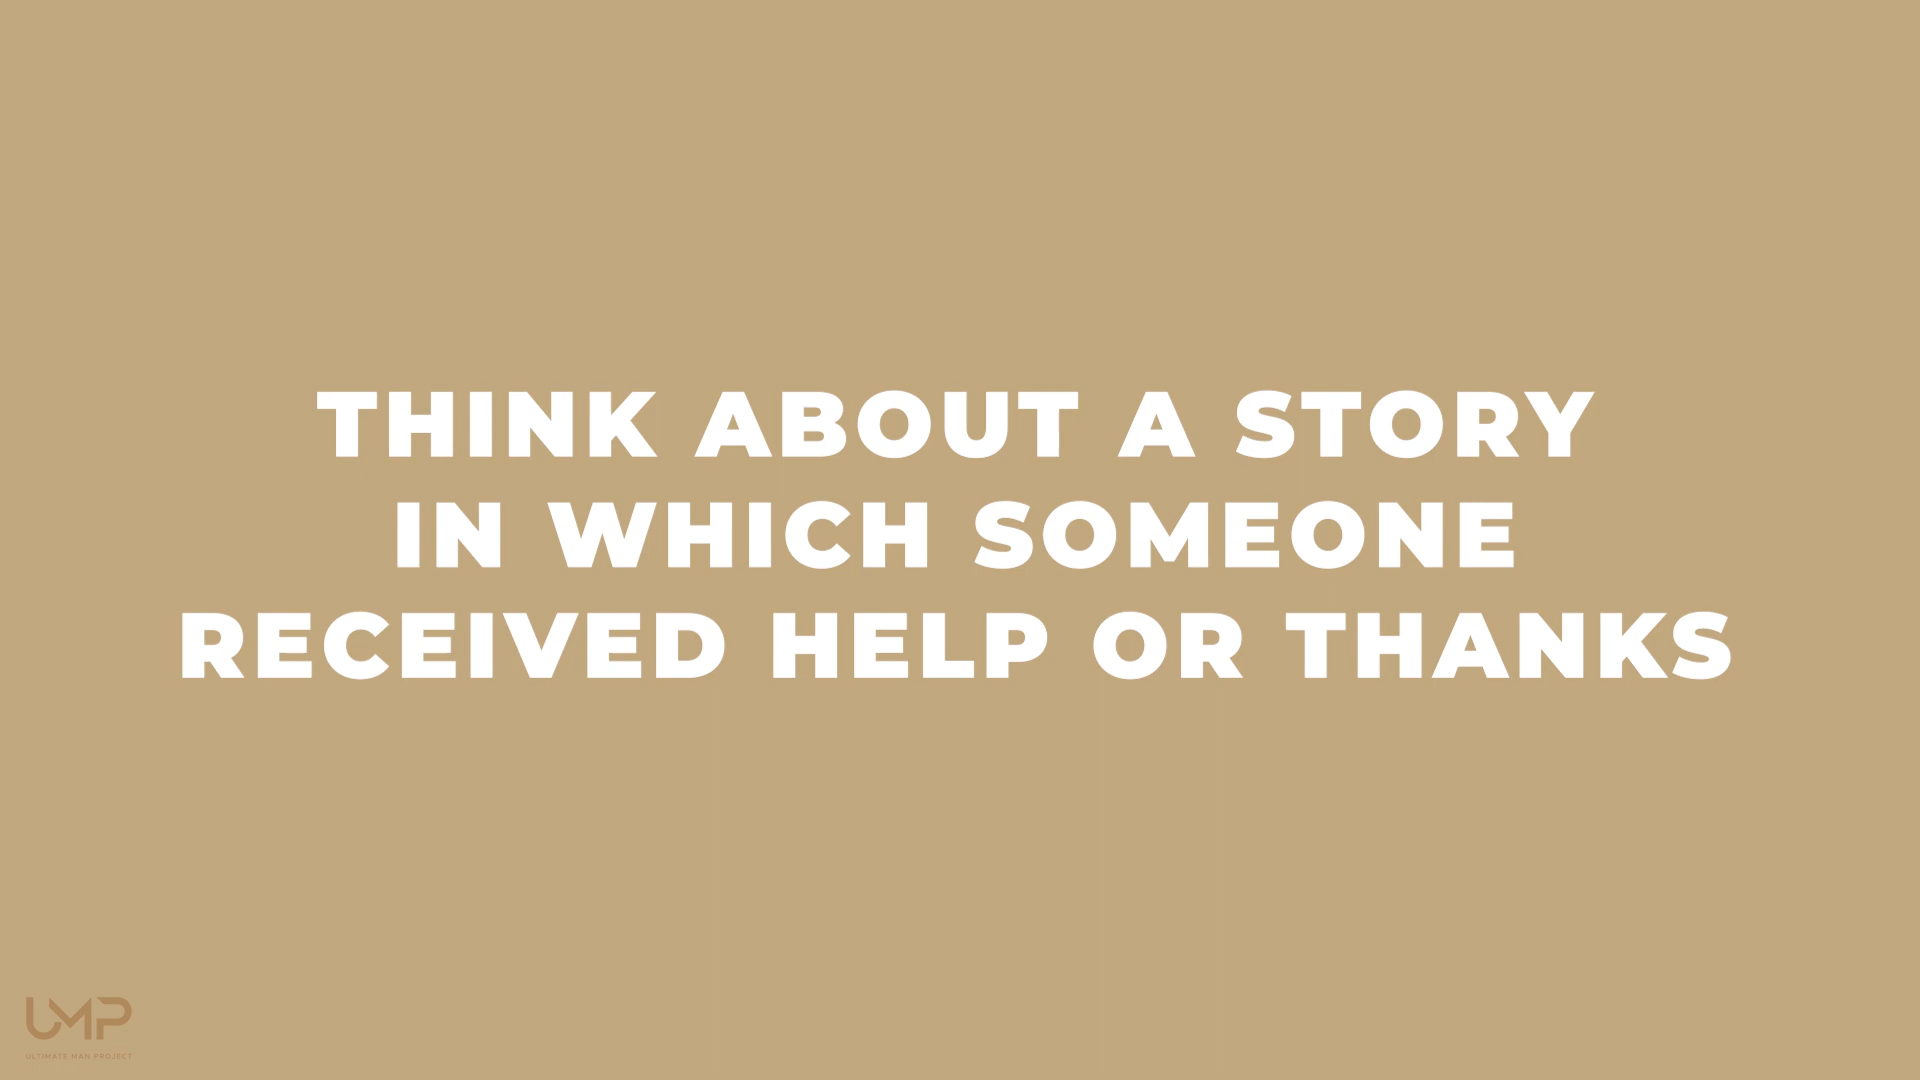 THINK ABOUT A STORY
IN WHICH SOMEONE
RECEIVED HELP OR THANKS
UMP
ULTIMATE MAN PROJECT